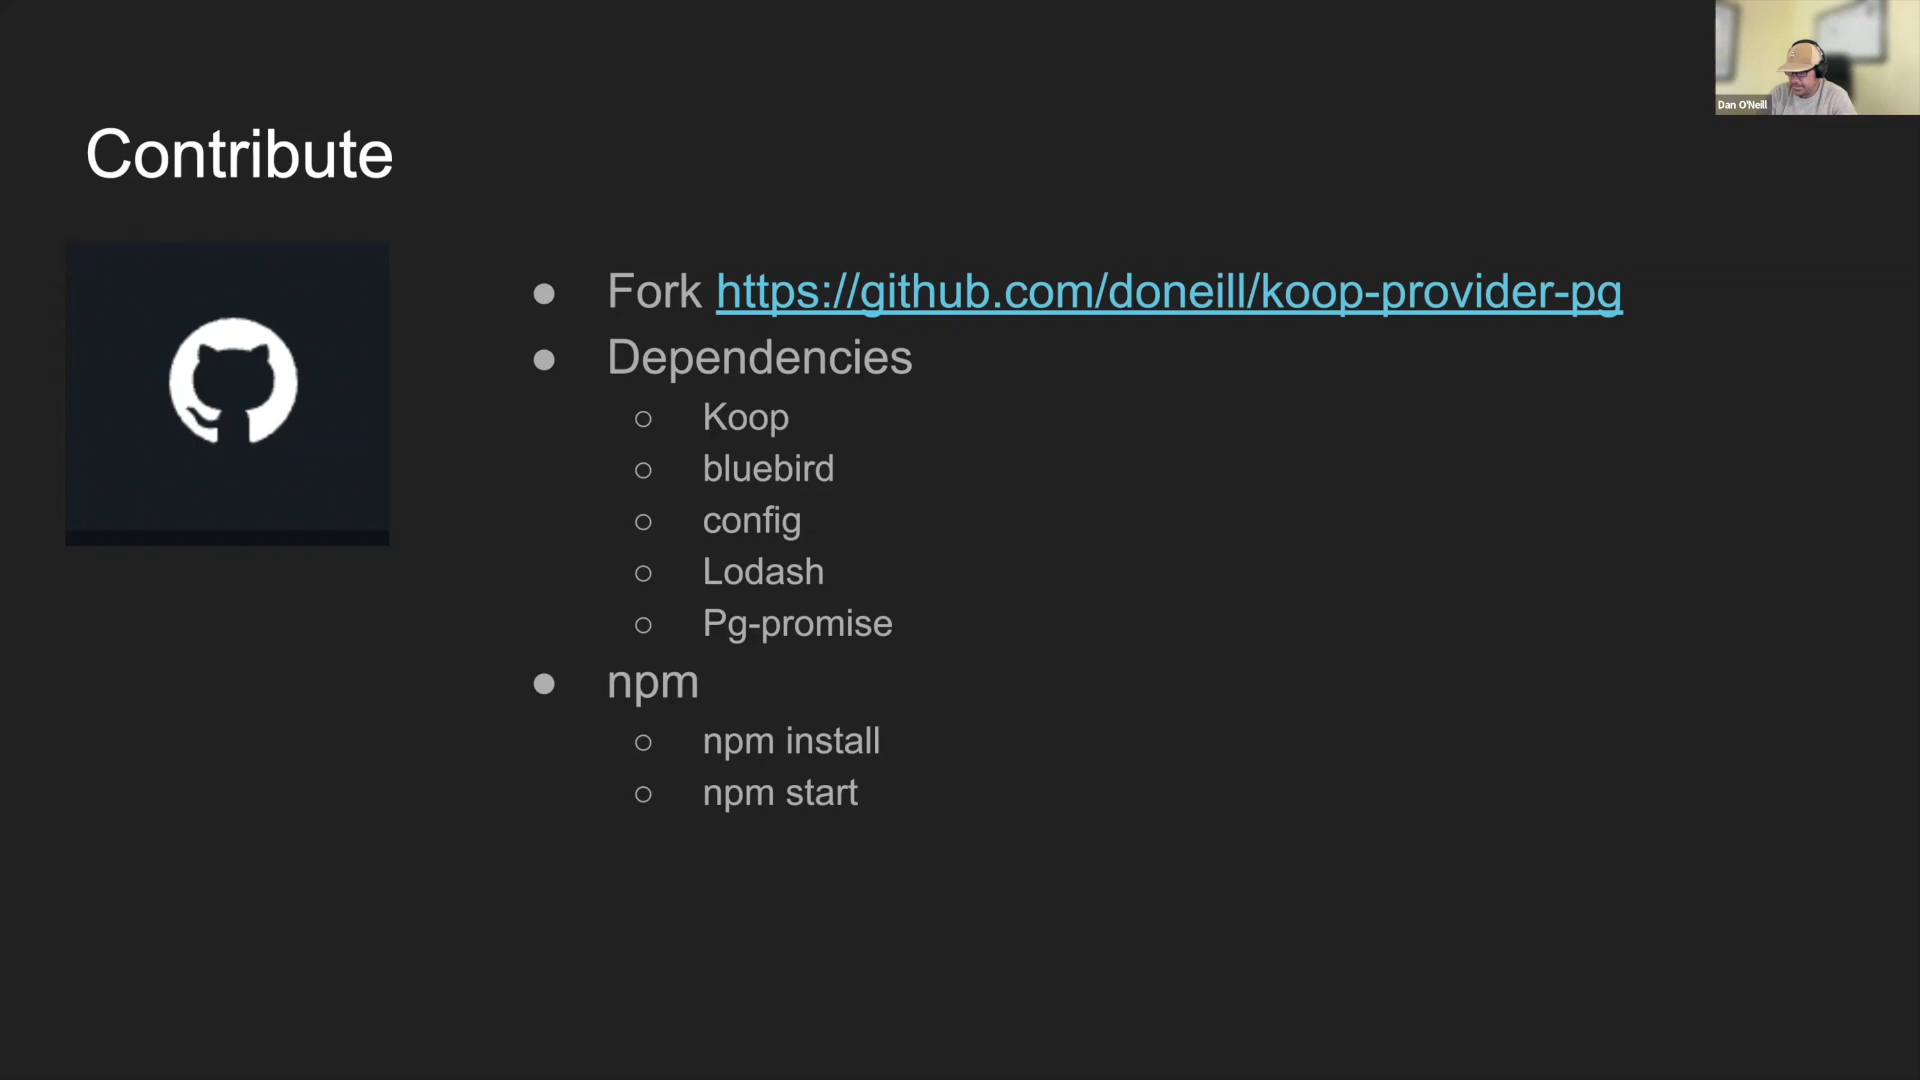 Dan O'Neill
Contribute
Fork https://github.com/doneill/koop-provider-pg
Dependencies
Koop
bluebird
config
Lodash
Pg-promise
npm
npm install
npm start